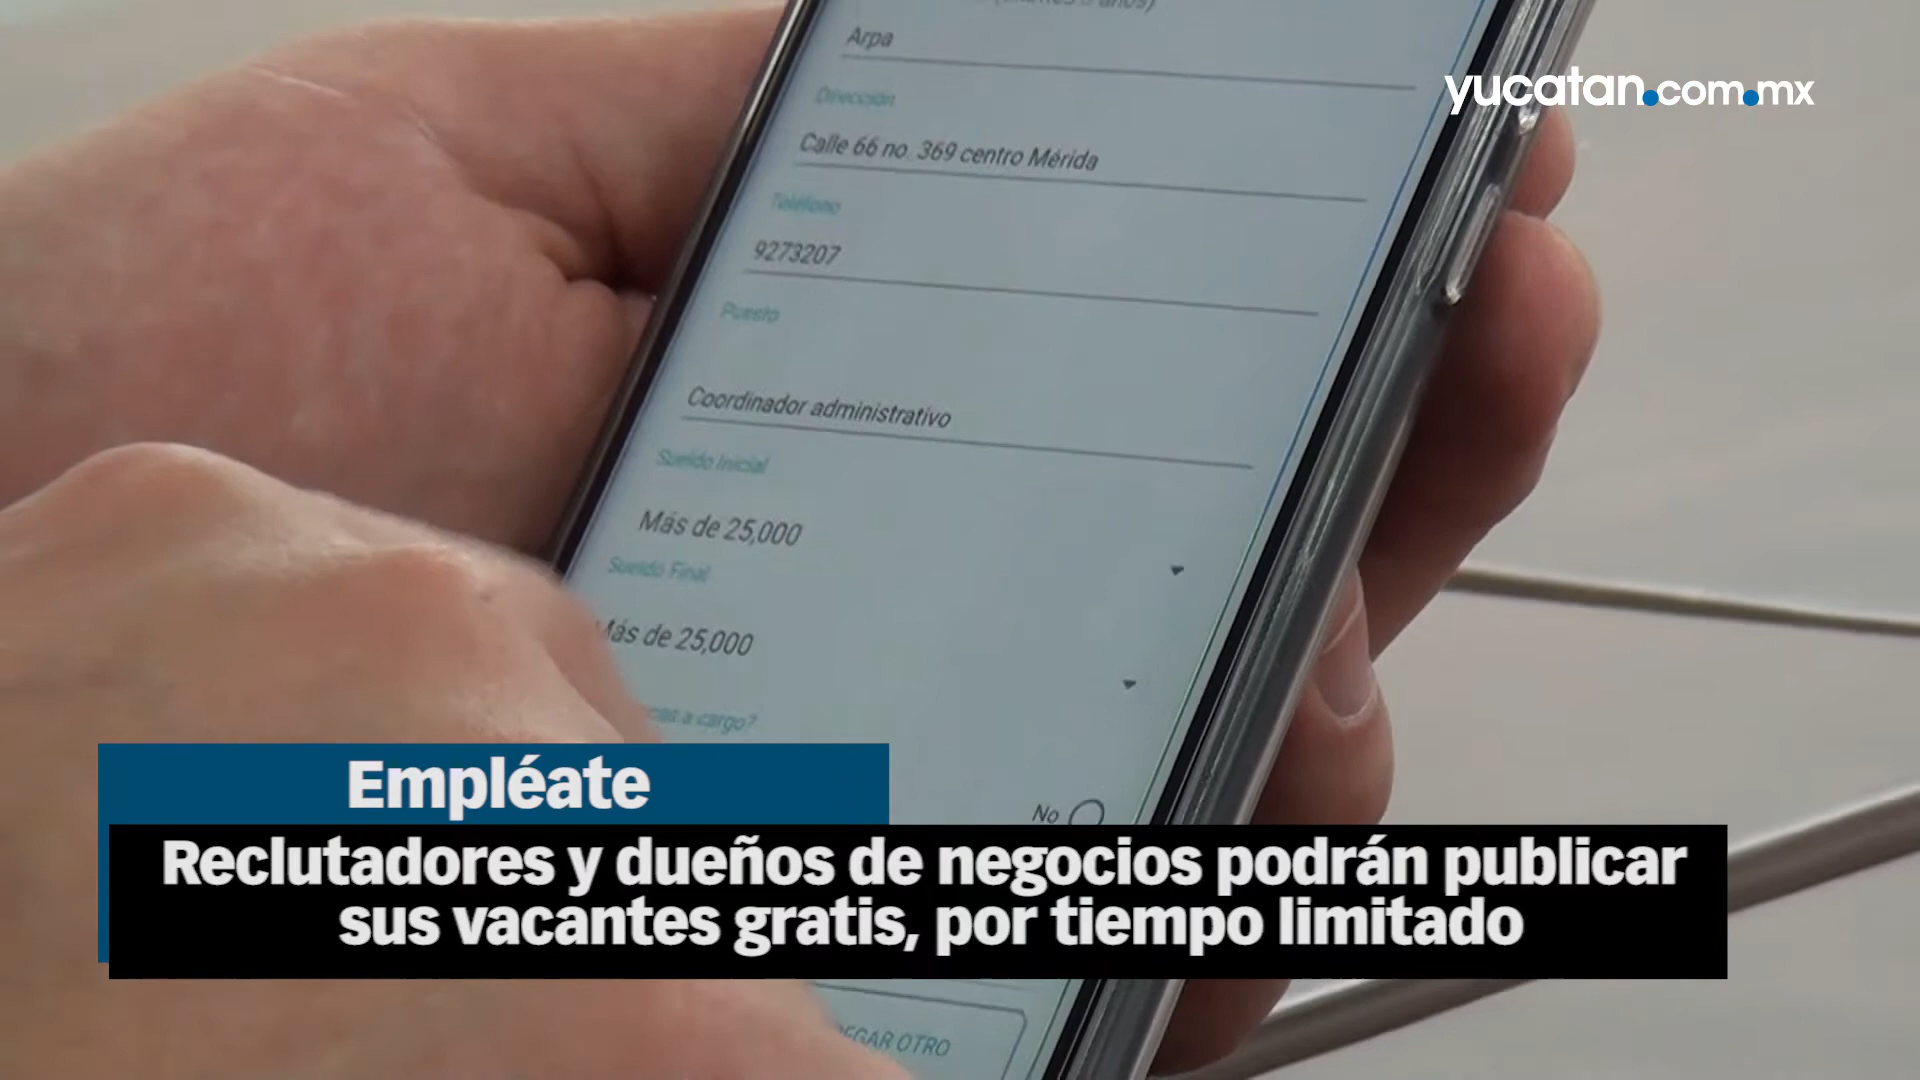 Arpa
yucatan.com.mx
Dirección
Calle 66 no. 369 centro Mérida
Teléfono
9273207
Puesto
Coordinador administrativo
Sueldo Inicial
Más de 25,000
Sueldo Final
Más de 25,000
a cargo?
No
Empléate
Reclutadores y dueños de negocios podrán publicar
sus vacantes gratis, por tiempo limitado
OTRO